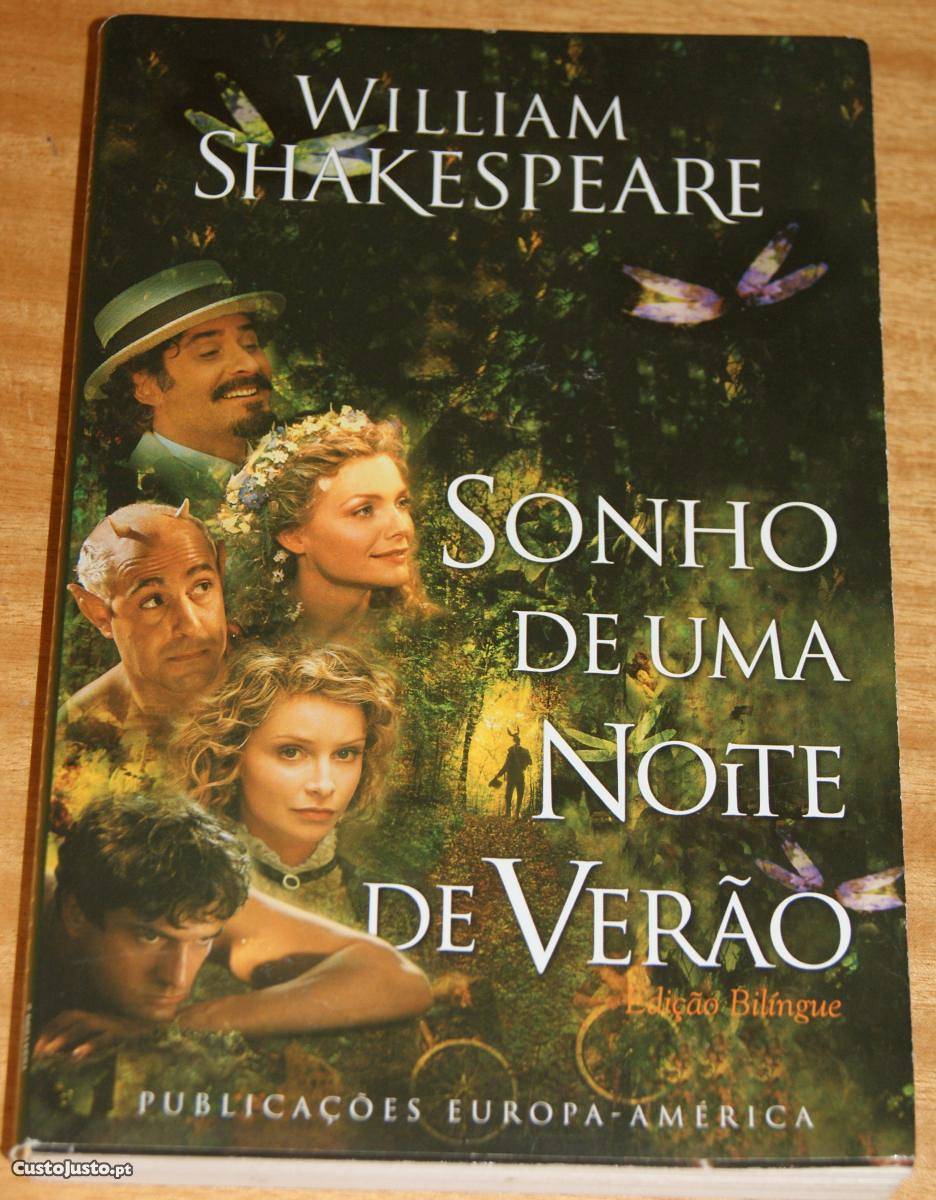 WILLIAM
SHAKESPEARE
SONHO
DE UMA
NOiTE
DE VERÃO
Edição Bilíngue
PUBLICAÇÕES EUROPA-AMÉRICA
CustoJusto.pt